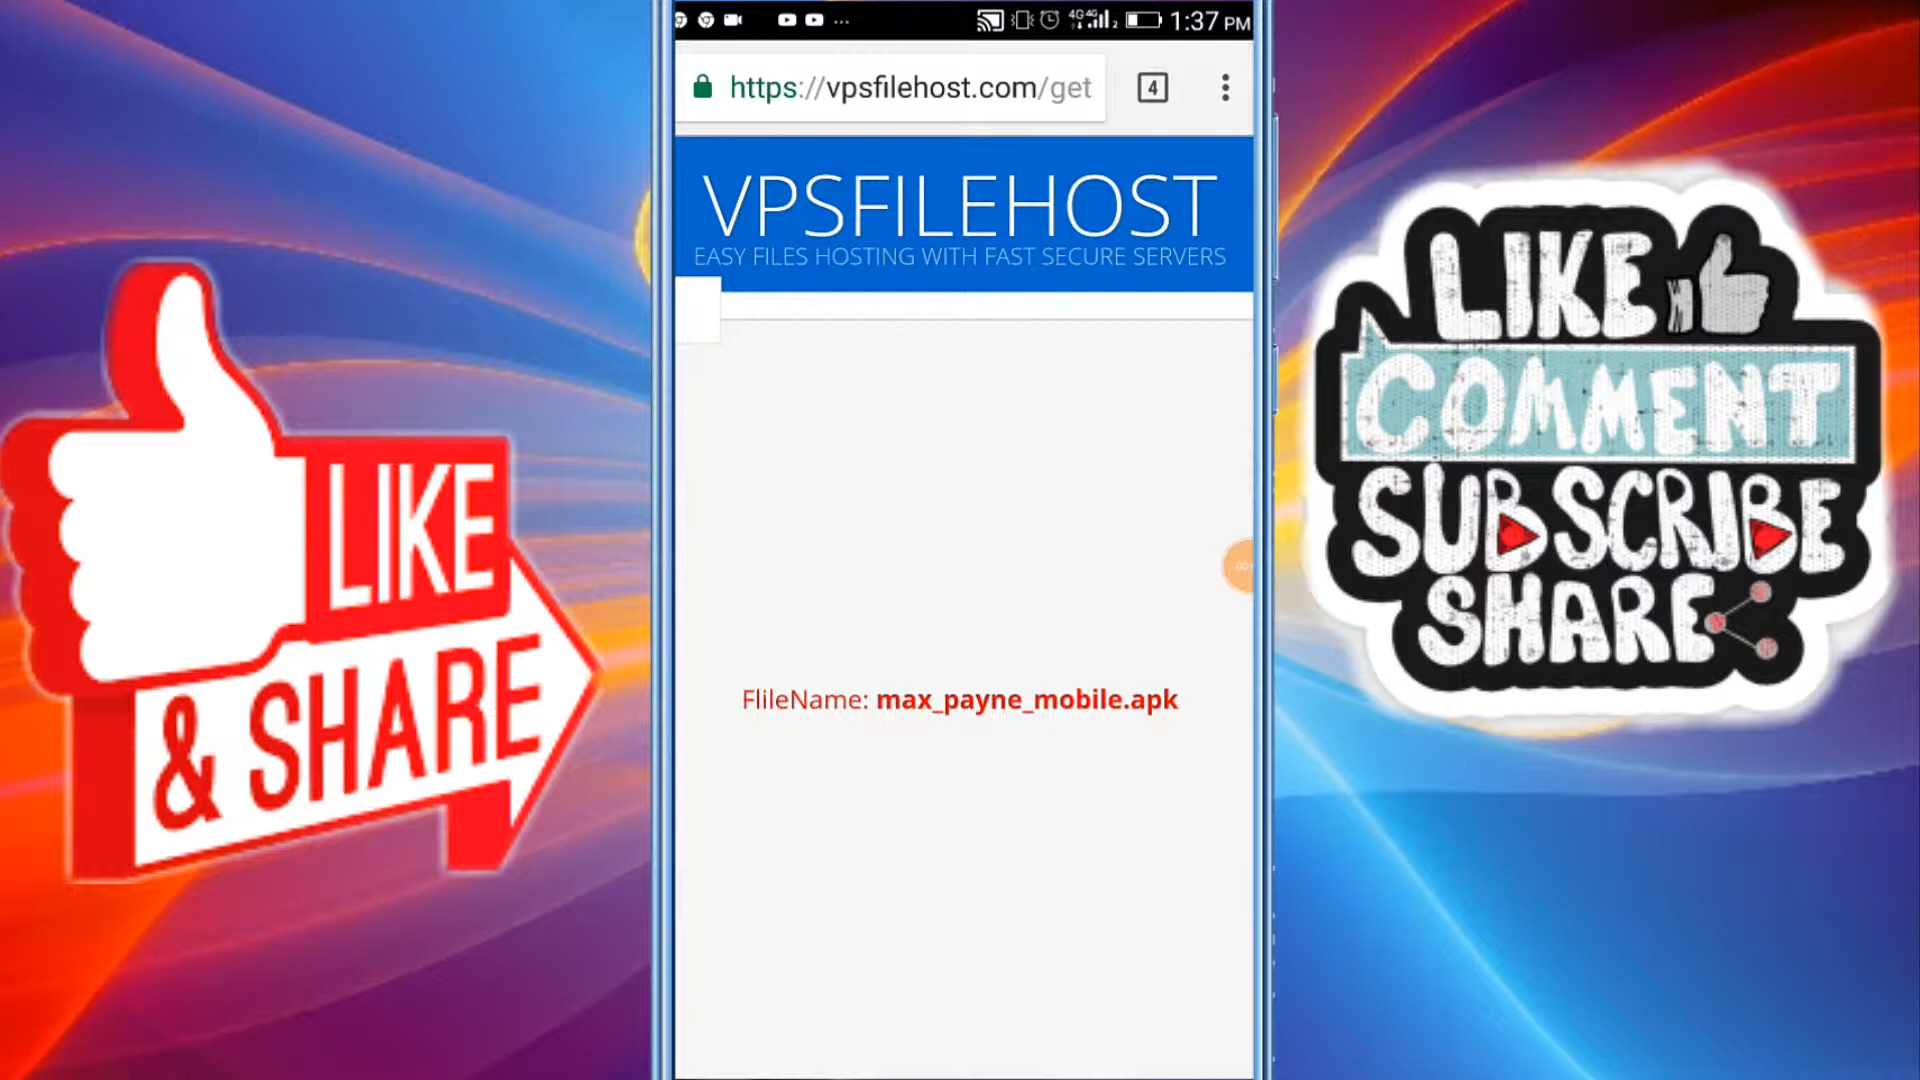 1:37 PM
https://vpsfilehost.com/get
4
VPSFILEHOST
EASY FILES HOSTING WITH FAST SECURE SERVERS
FlileName: max_payne_mobile.apk
LIKE
& SHARE
LIKE
COMMENT
SUBSCRIBE
SHARE